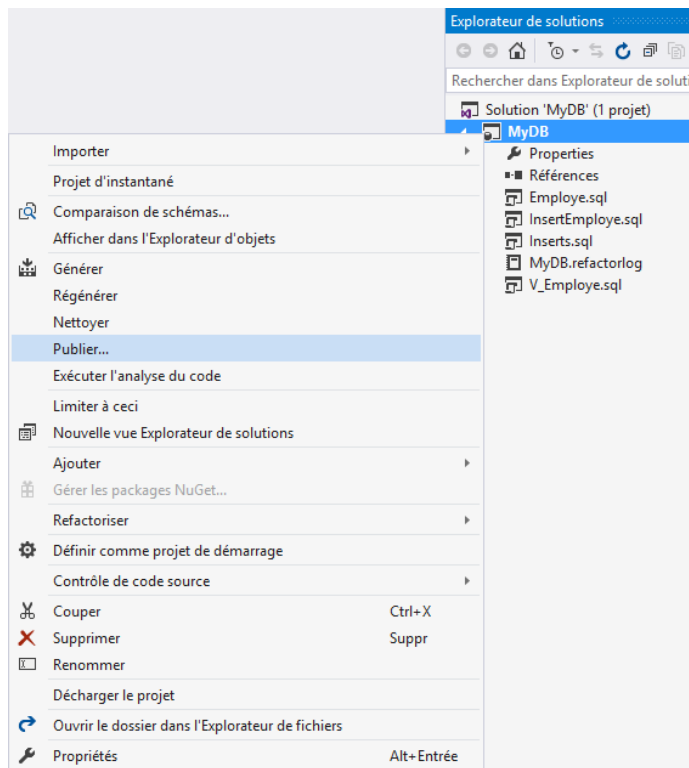 Explorateur de solutions
Rechercher dans Explorateur de soluti
Solution 'MyDB' (1 projet)
MyDB
Properties
Références
Employe.sql
InsertEmploye.sql
Inserts.sql
MyDB.refactorlog
V_Employe.sql
Importer
Projet d'instantané
Comparaison de schémas...
Afficher dans l'Explorateur d'objets
Générer
Régénérer
Nettoyer
Publier...
Exécuter l'analyse du code
Limiter à ceci
Nouvelle vue Explorateur de solutions
Ajouter
Gérer les packages NuGet...
Refactoriser
Définir comme projet de démarrage
Contrôle de code source
Couper Ctrl+X
Supprimer Suppr
Renommer
Décharger le projet
Ouvrir le dossier dans l'Explorateur de fichiers
Propriétés Alt+Entrée